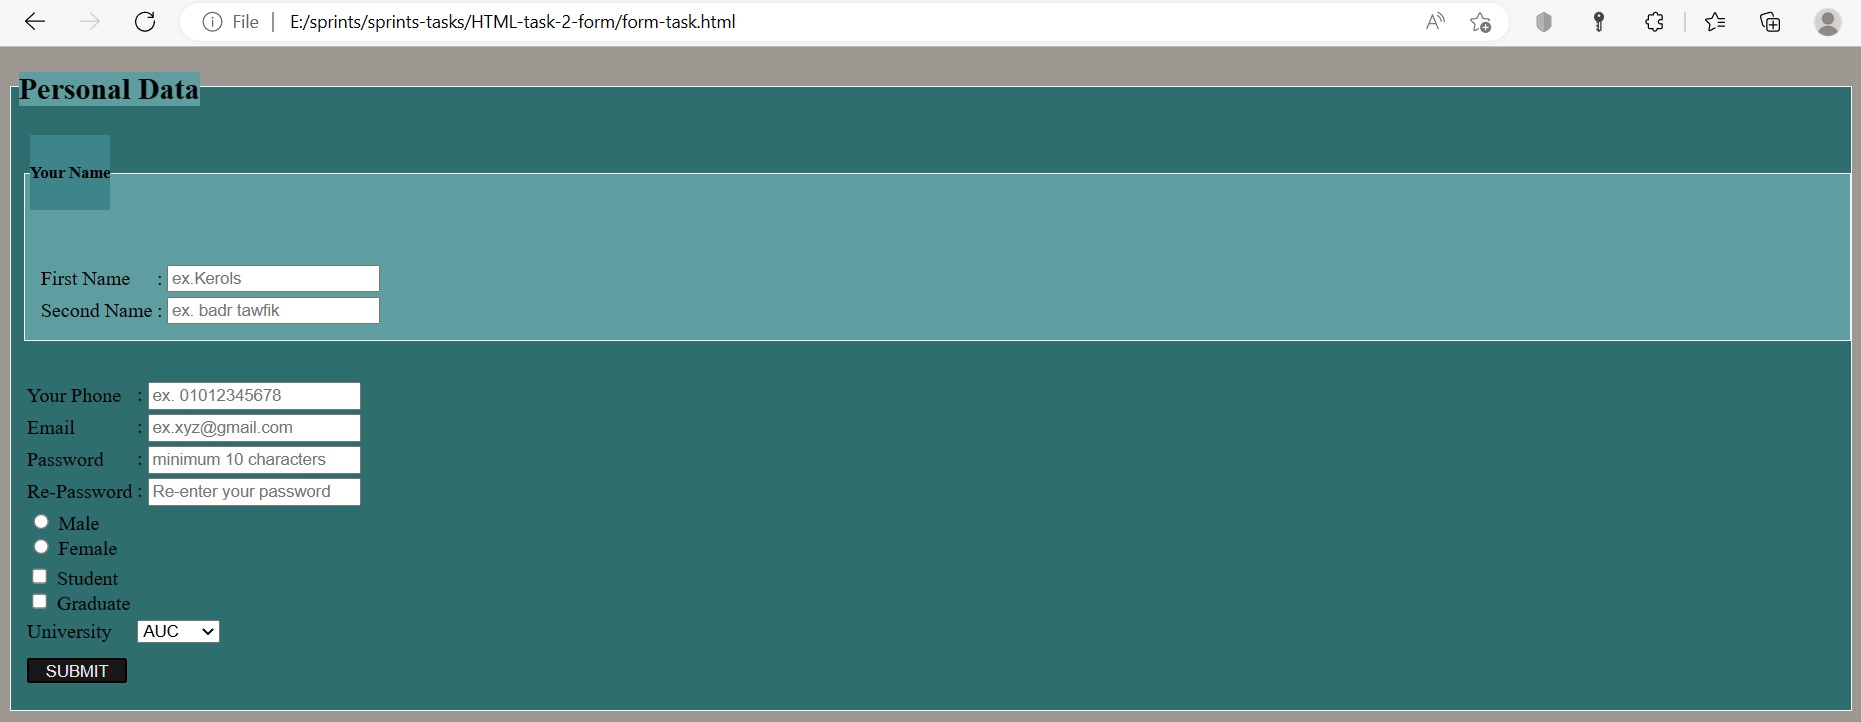 File E:/sprints/sprints-tasks/HTML-task-2-form/form-task.html
Personal Data
Your Name
First Name : ex.Kerols
Second Name : ex. badr tawfik
Your Phone : ex. 01012345678
Email : ex.xyz@gmail.com
Password : minimum 10 characters
Re-Password : Re-enter your password
Male
Female
Student
Graduate
University AUC
SUBMIT